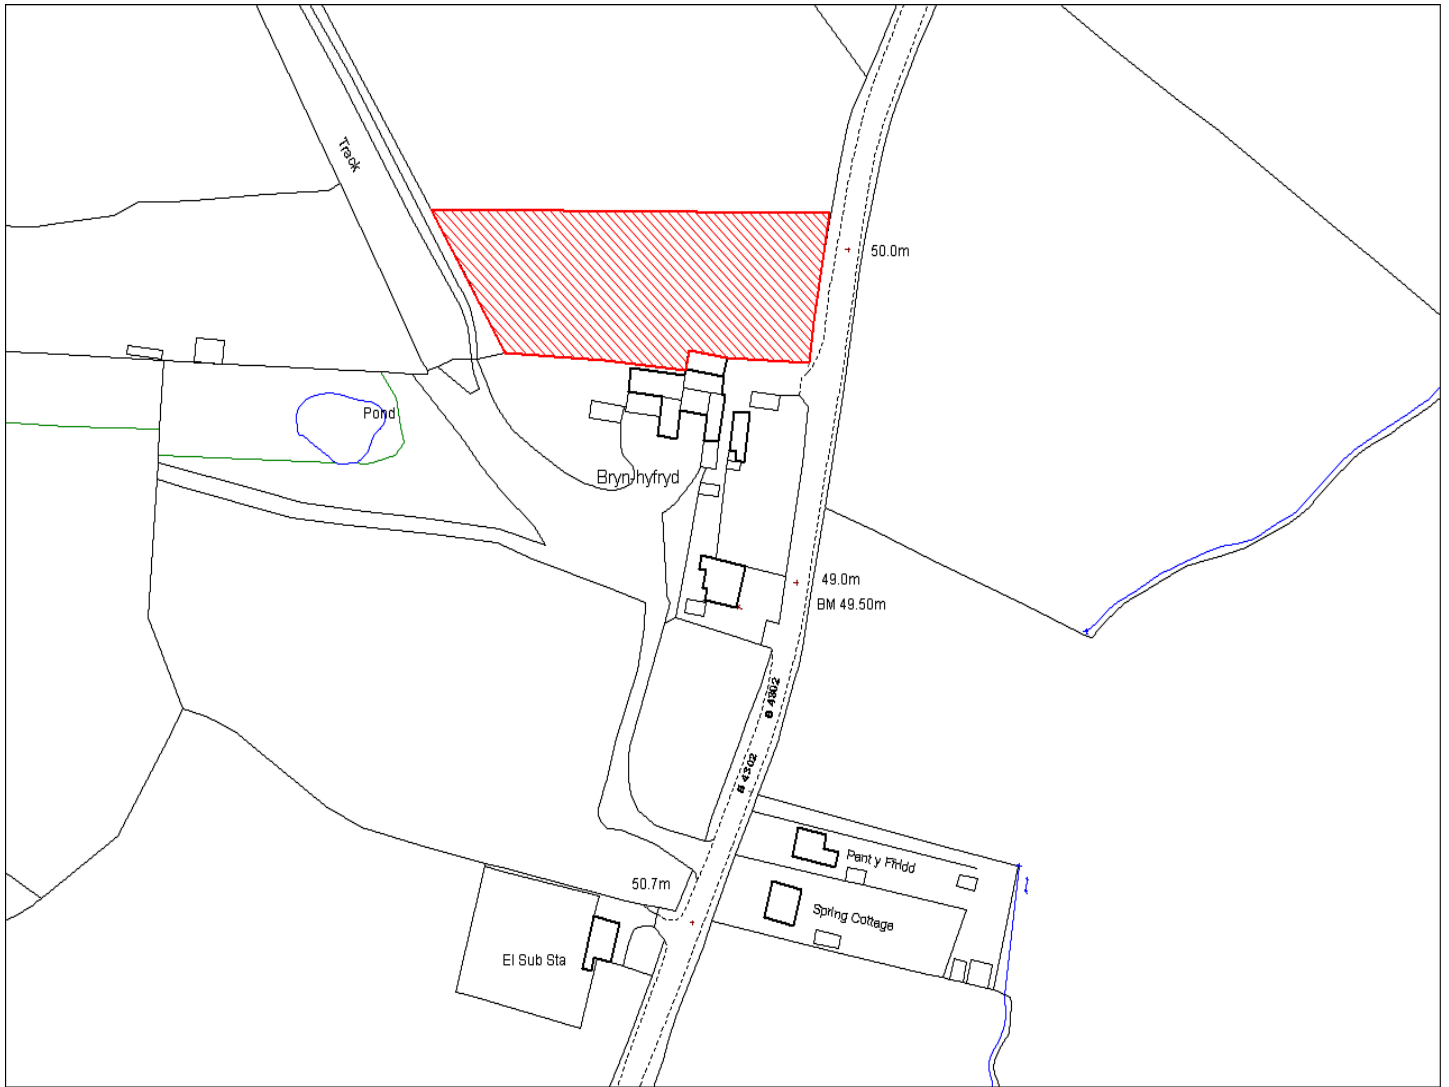 Track
50.0m
Pond
Bryn-hyfryd
49.0m
BM 49.50m
B 4302
B 4302
Pant y Ffridd
50.7m
Spring Cottage
El Sub Sta